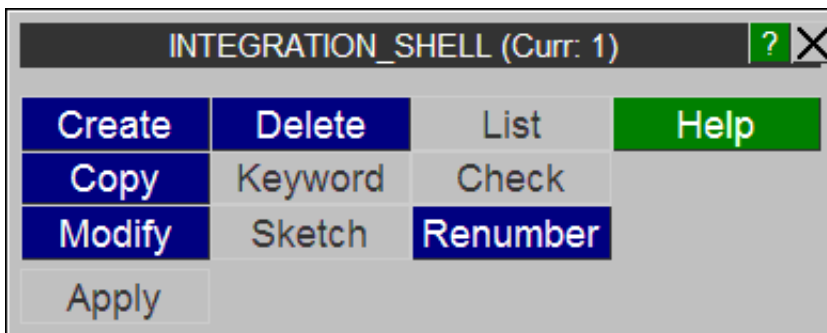 INTEGRATION_SHELL (Curr: 1) ?
Create Delete List Help
Copy Keyword Check
Modify Sketch Renumber
Apply